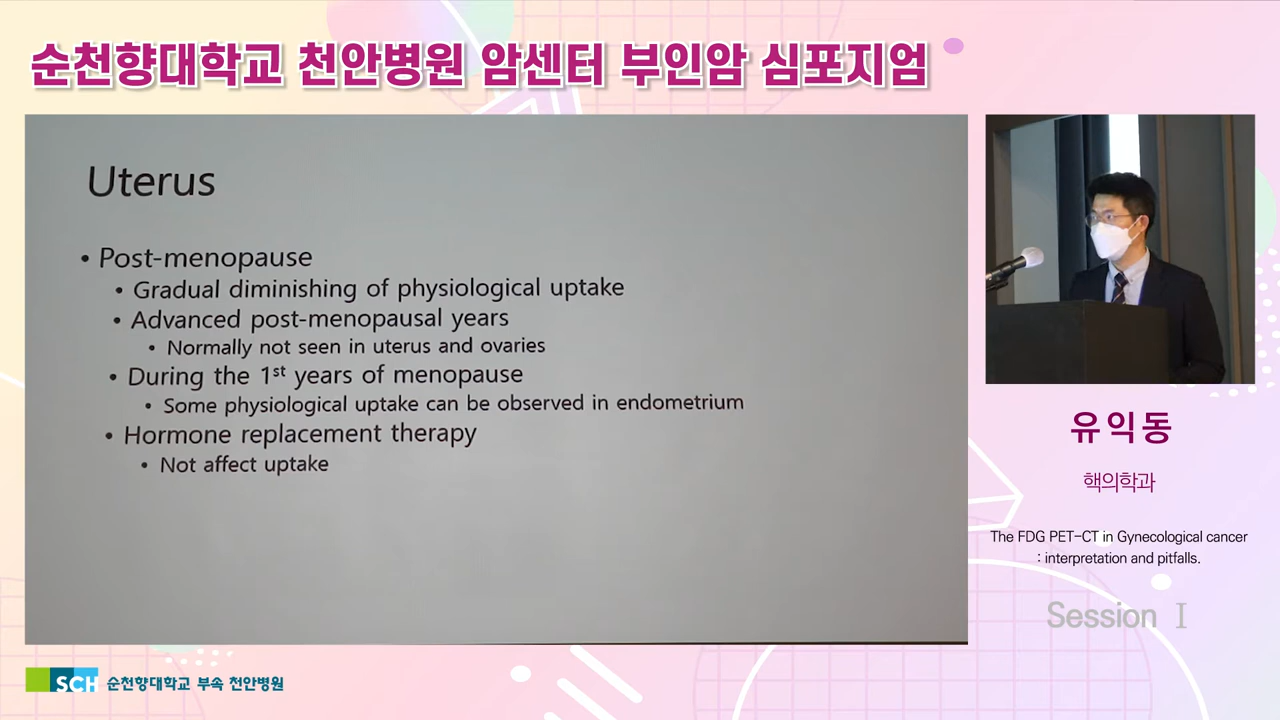 순천향대학교 천안병원 암센터 부인암 심포지엄
Uterus
• Post-menopause
• Gradual diminishing of physiological uptake
• Advanced post-menopausal years
• Normally not seen in uterus and ovaries
• During the 1st years of menopause
• Some physiological uptake can be observed in endometrium
• Hormone replacement therapy
• Not affect uptake
유익동
핵의학과
The FDG PET-CT in Gynecological cancer
: interpretation and pitfalls.
Session Ⅰ
SCH 순천향대학교 부속 천안병원